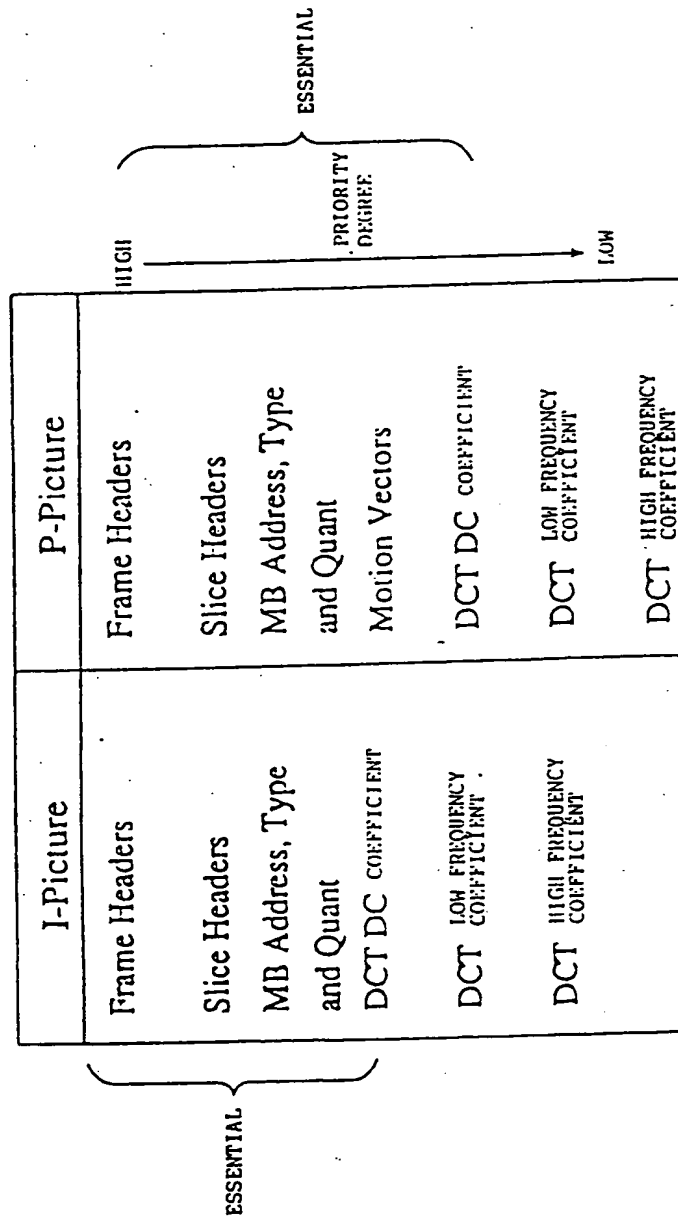 I-Picture
P-Picture
Frame Headers
Slice Headers
MB Address, Type
and Quant
DCT DC COEFFICIENT
DCT LOW FREQUENCY
COEFFICIENT
DCT HIGH FREQUENCY
COEFFICIENT
Frame Headers
Slice Headers
MB Address, Type
and Quant
Motion Vectors
DCT DC COEFFICIENT
DCT LOW FREQUENCY
COEFFICIENT
DCT HIGH FREQUENCY
COEFFICIENT
ESSENTIAL
HIGH
PRIORITY
DEGREE
LOW
ESSENTIAL